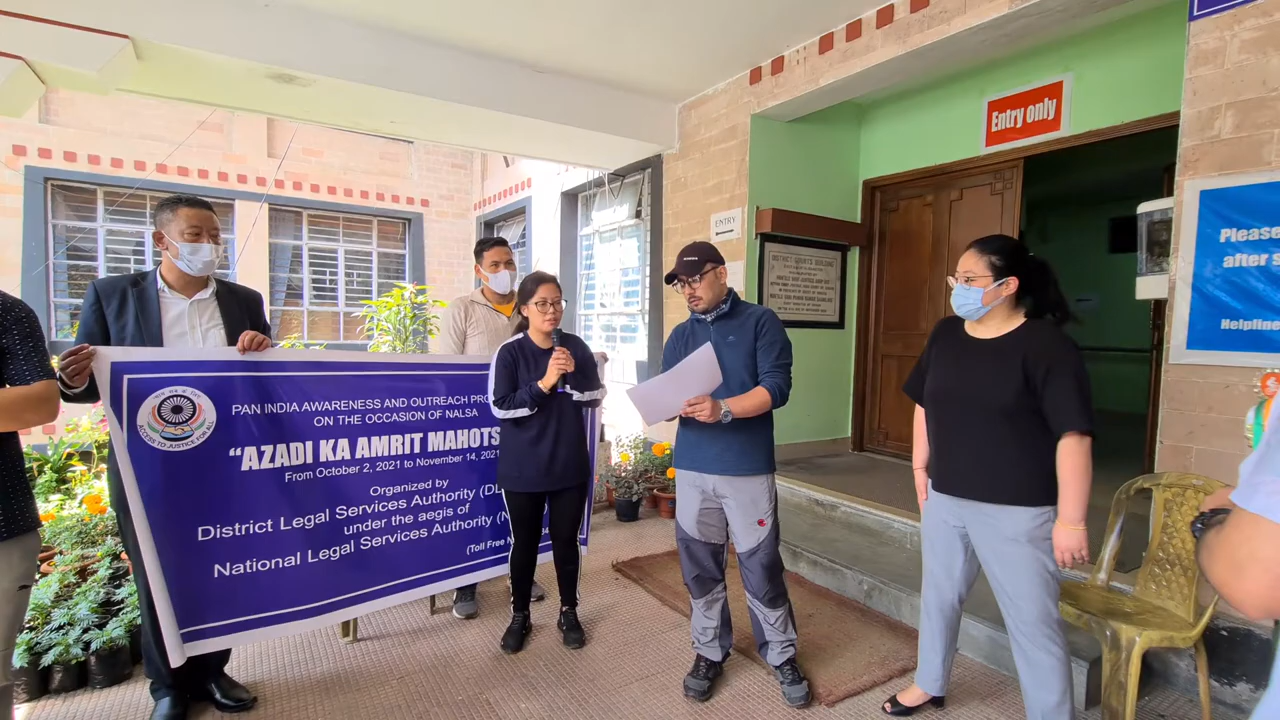 PAN INDIA AWARENESS AND OUTREACH PRO
ON THE OCCASION OF NALSA
"AZADI KA AMRIT MAHOTS
From October 2, 2021 to November 14, 2021
Organized by
District Legal Services Authority (DL
under the aegis of
National Legal Services Authority (N
(Toll Free N
ACCESS TO JUSTICE FOR ALL
ENTRY
DISTRICT COURTS BUILDING
Entry only
Please
after s
Helpline